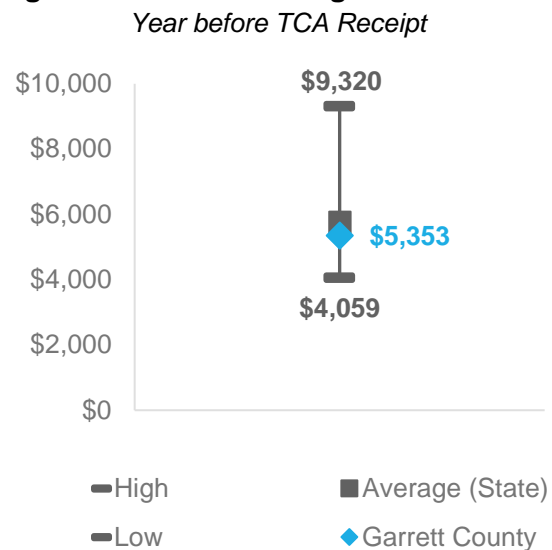 Year before TCA Receipt
$10,000
$9,320
$8,000
$6,000
$5,353
$4,000
$4,059
$2,000
$0
High
Average (State)
Low
Garrett County